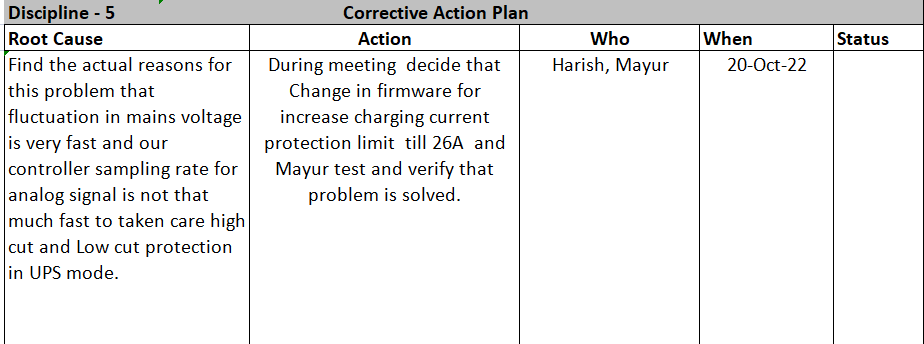 Discipline - 5 Corrective Action Plan
Root Cause Action Who When Status
Find the actual reasons for
this problem that
fluctuation in mains voltage
is very fast and our
controller sampling rate for
analog signal is not that
much fast to taken care high
cut and Low cut protection
in UPS mode.
During meeting decide that
Change in firmware for
increase charging current
protection limit till 26A and
Mayur test and verify that
problem is solved.
Harish, Mayur
20-Oct-22